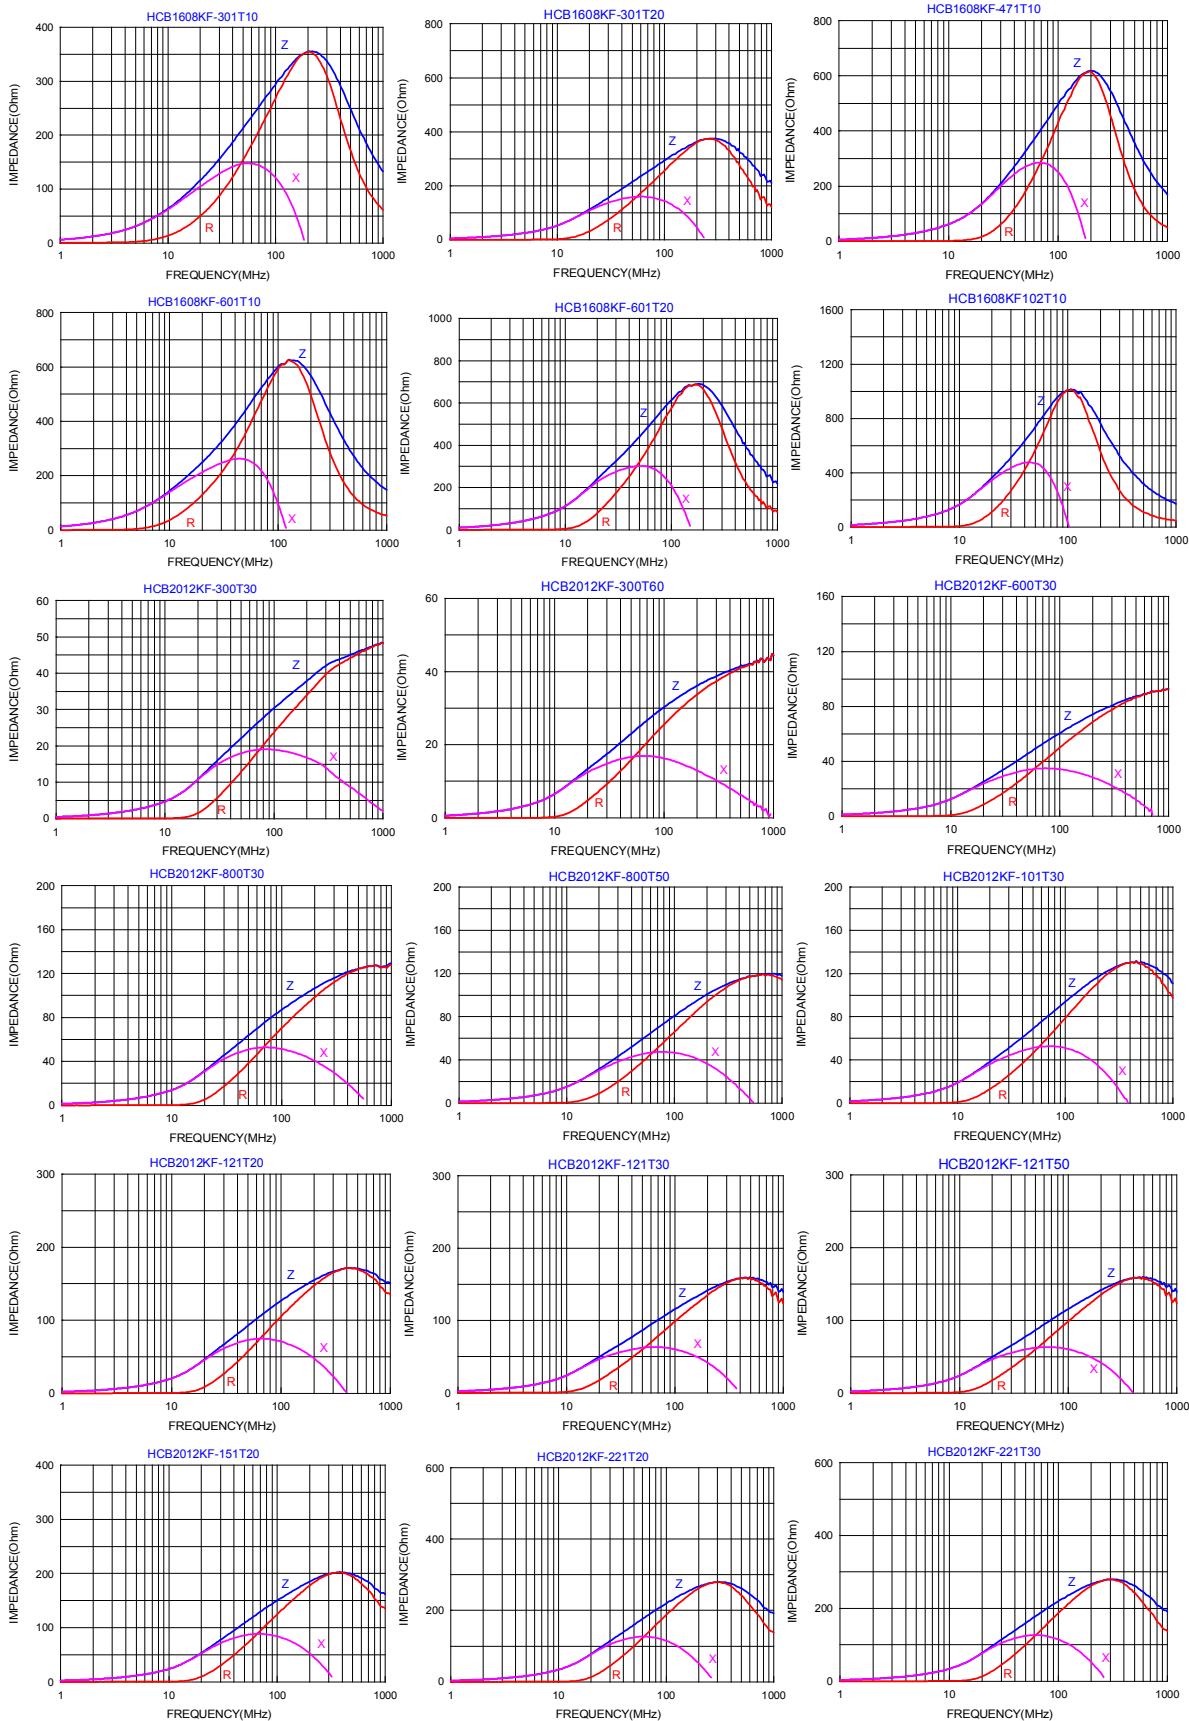 HCB1608KF-301T10
400
300
200
100
0
IMPEDANCE(Ohm)
Z
X
R
1 10 100 1000
FREQUENCY(MHz)
HCB1608KF-301T20
800
600
400
200
0
IMPEDANCE(Ohm)
Z
X
R
1 10 100 1000
FREQUENCY(MHz)
HCB1608KF-471T10
800
600
400
200
0
IMPEDANCE(Ohm)
Z
X
R
1 10 100 1000
FREQUENCY(MHz)
HCB1608KF-601T10
800
600
400
200
0
IMPEDANCE(Ohm)
Z
R
X
1 10 100 1000
FREQUENCY(MHz)
HCB1608KF-601T20
1000
800
600
400
200
0
IMPEDANCE(Ohm)
Z
X
R
1 10 100 1000
FREQUENCY(MHz)
HCB1608KF102T10
1600
1200
800
400
0
IMPEDANCE(Ohm)
Z
X
R
1 10 100 1000
FREQUENCY(MHz)
HCB2012KF-300T30
60
50
40
30
20
10
0
IMPEDANCE(Ohm)
Z
X
R
1 10 100 1000
FREQUENCY(MHz)
HCB2012KF-300T60
60
40
20
0
IMPEDANCE(Ohm)
Z
X
R
1 10 100 1000
FREQUENCY(MHz)
HCB2012KF-600T30
160
120
80
40
0
IMPEDANCE(Ohm)
Z
X
R
1 10 100 1000
FREQUENCY(MHz)
HCB2012KF-800T30
200
160
120
80
40
0
IMPEDANCE(Ohm)
Z
X
R
1 10 100 1000
FREQUENCY(MHz)
HCB2012KF-800T50
200
160
120
80
40
0
IMPEDANCE(Ohm)
Z
X
R
1 10 100 1000
FREQUENCY(MHz)
HCB2012KF-101T30
200
160
120
80
40
0
IMPEDANCE(Ohm)
Z
X
R
1 10 100 1000
FREQUENCY(MHz)
HCB2012KF-121T20
300
200
100
0
IMPEDANCE(Ohm)
Z
X
R
1 10 100 1000
FREQUENCY(MHz)
HCB2012KF-121T30
300
200
100
0
IMPEDANCE(Ohm)
Z
X
R
1 10 100 1000
FREQUENCY(MHz)
HCB2012KF-121T50
300
200
100
0
IMPEDANCE(Ohm)
Z
X
R
1 10 100 1000
FREQUENCY(MHz)
HCB2012KF-151T20
400
300
200
100
0
IMPEDANCE(Ohm)
Z
X
R
1 10 100 1000
FREQUENCY(MHz)
HCB2012KF-221T20
600
400
200
0
IMPEDANCE(Ohm)
Z
X
R
1 10 100 1000
FREQUENCY(MHz)
HCB2012KF-221T30
600
400
200
0
IMPEDANCE(Ohm)
Z
X
R
1 10 100 1000
FREQUENCY(MHz)